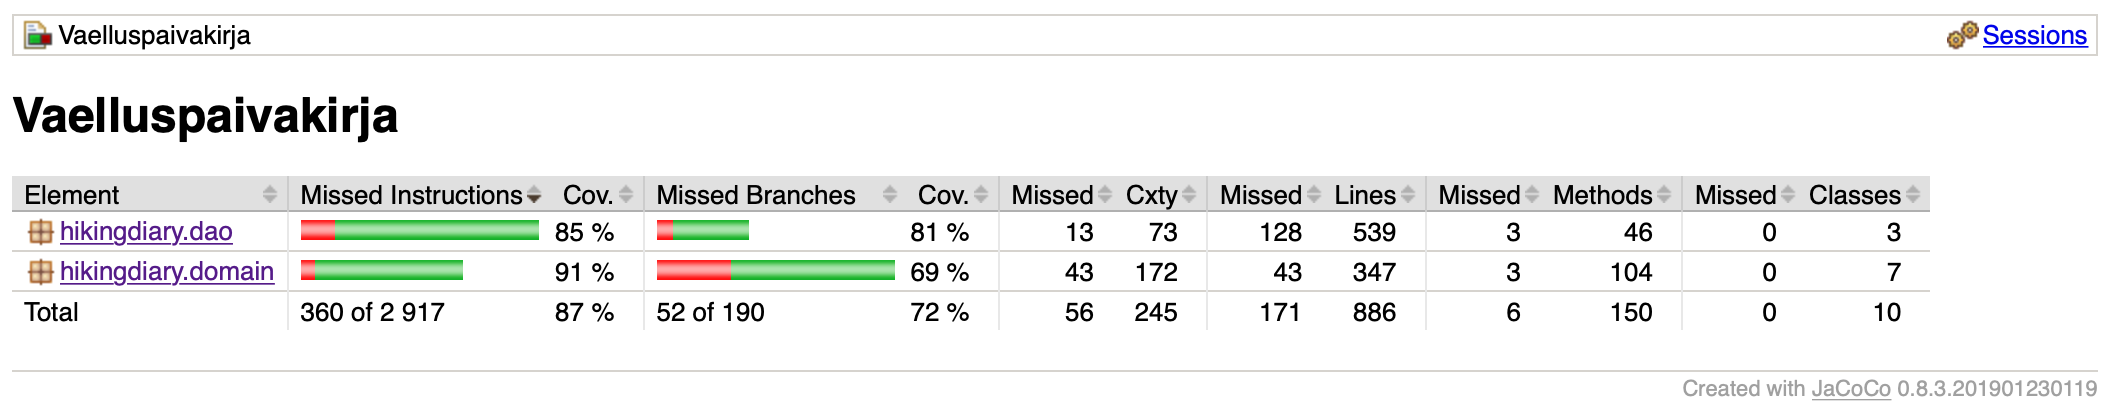 Vaelluspaivakirja Sessions
Vaelluspaivakirja
Element Missed Instructions Cov. Missed Branches Cov. Missed Cxty Missed Lines Missed Methods Missed Classes
hikingdiary.dao 85 % 81 % 13 73 128 539 3 46 0 3
hikingdiary.domain 91 % 69 % 43 172 43 347 3 104 0 7
Total 360 of 2 917 87 % 52 of 190 72 % 56 245 171 886 6 150 0 10
Created with JaCoCo 0.8.3.201901230119